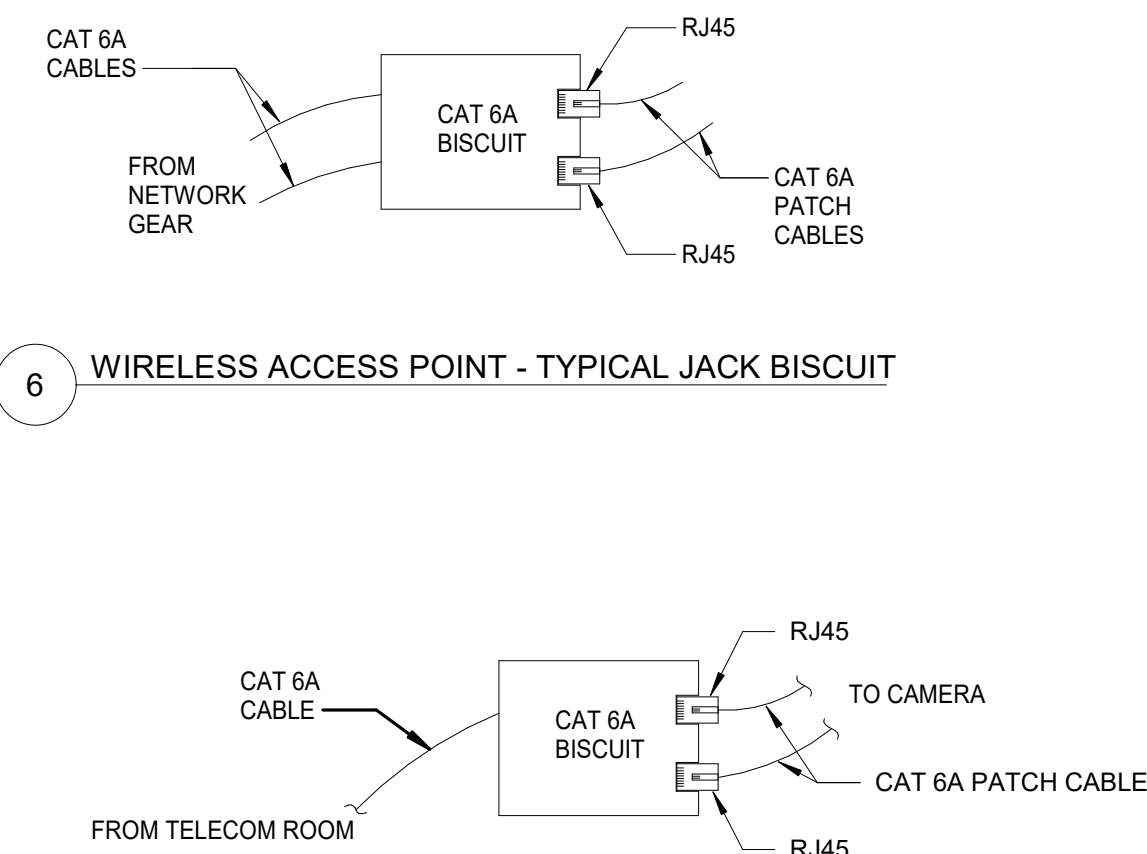 RJ45
CAT 6A
CABLES
CAT 6A
BISCUIT
FROM
NETWORK
GEAR
CAT 6A
PATCH
CABLES
RJ45
6
WIRELESS ACCESS POINT - TYPICAL JACK BISCUIT
RJ45
CAT 6A
CABLE
TO CAMERA
CAT 6A
BISCUIT
CAT 6A PATCH CABLE
FROM TELECOM ROOM
RJ45